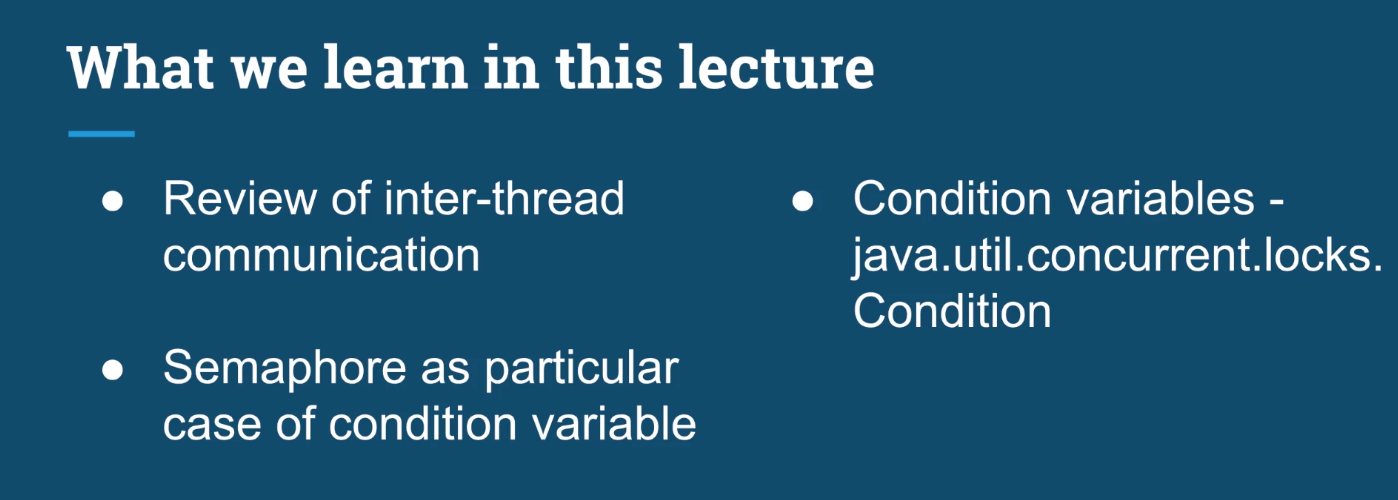 What we learn in this lecture
● Review of inter-thread
communication
● Semaphore as particular
case of condition variable
● Condition variables -
java.util.concurrent.locks.
Condition